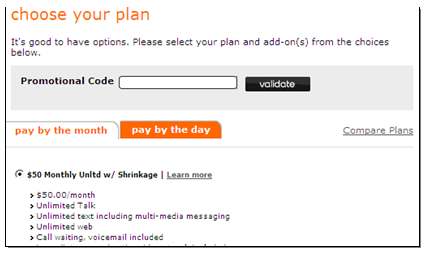 choose your plan
It's good to have options. Please select your plan and add-on(s) from the choices
below.
Promotional Code validate
pay by the month pay by the day Compare Plans
$50 Monthly Unltd w/ Shrinkage | Learn more
$50.00/month
Unlimited Talk
Unlimited text including multi-media messaging
Unlimited web
Call waiting, voicemail included